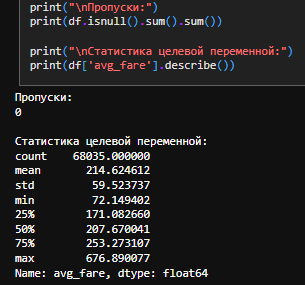 print("\nПропуски:")
print(df.isnull().sum().sum())
print("\nСтатистика целевой переменной:")
print(df['avg_fare'].describe())
Пропуски:
0
Статистика целевой переменной:
count    68035.000000
mean       214.624612
std         59.523737
min         72.149402
25%        171.082660
50%        207.670041
75%        253.273107
max        676.890077
Name: avg_fare, dtype: float64